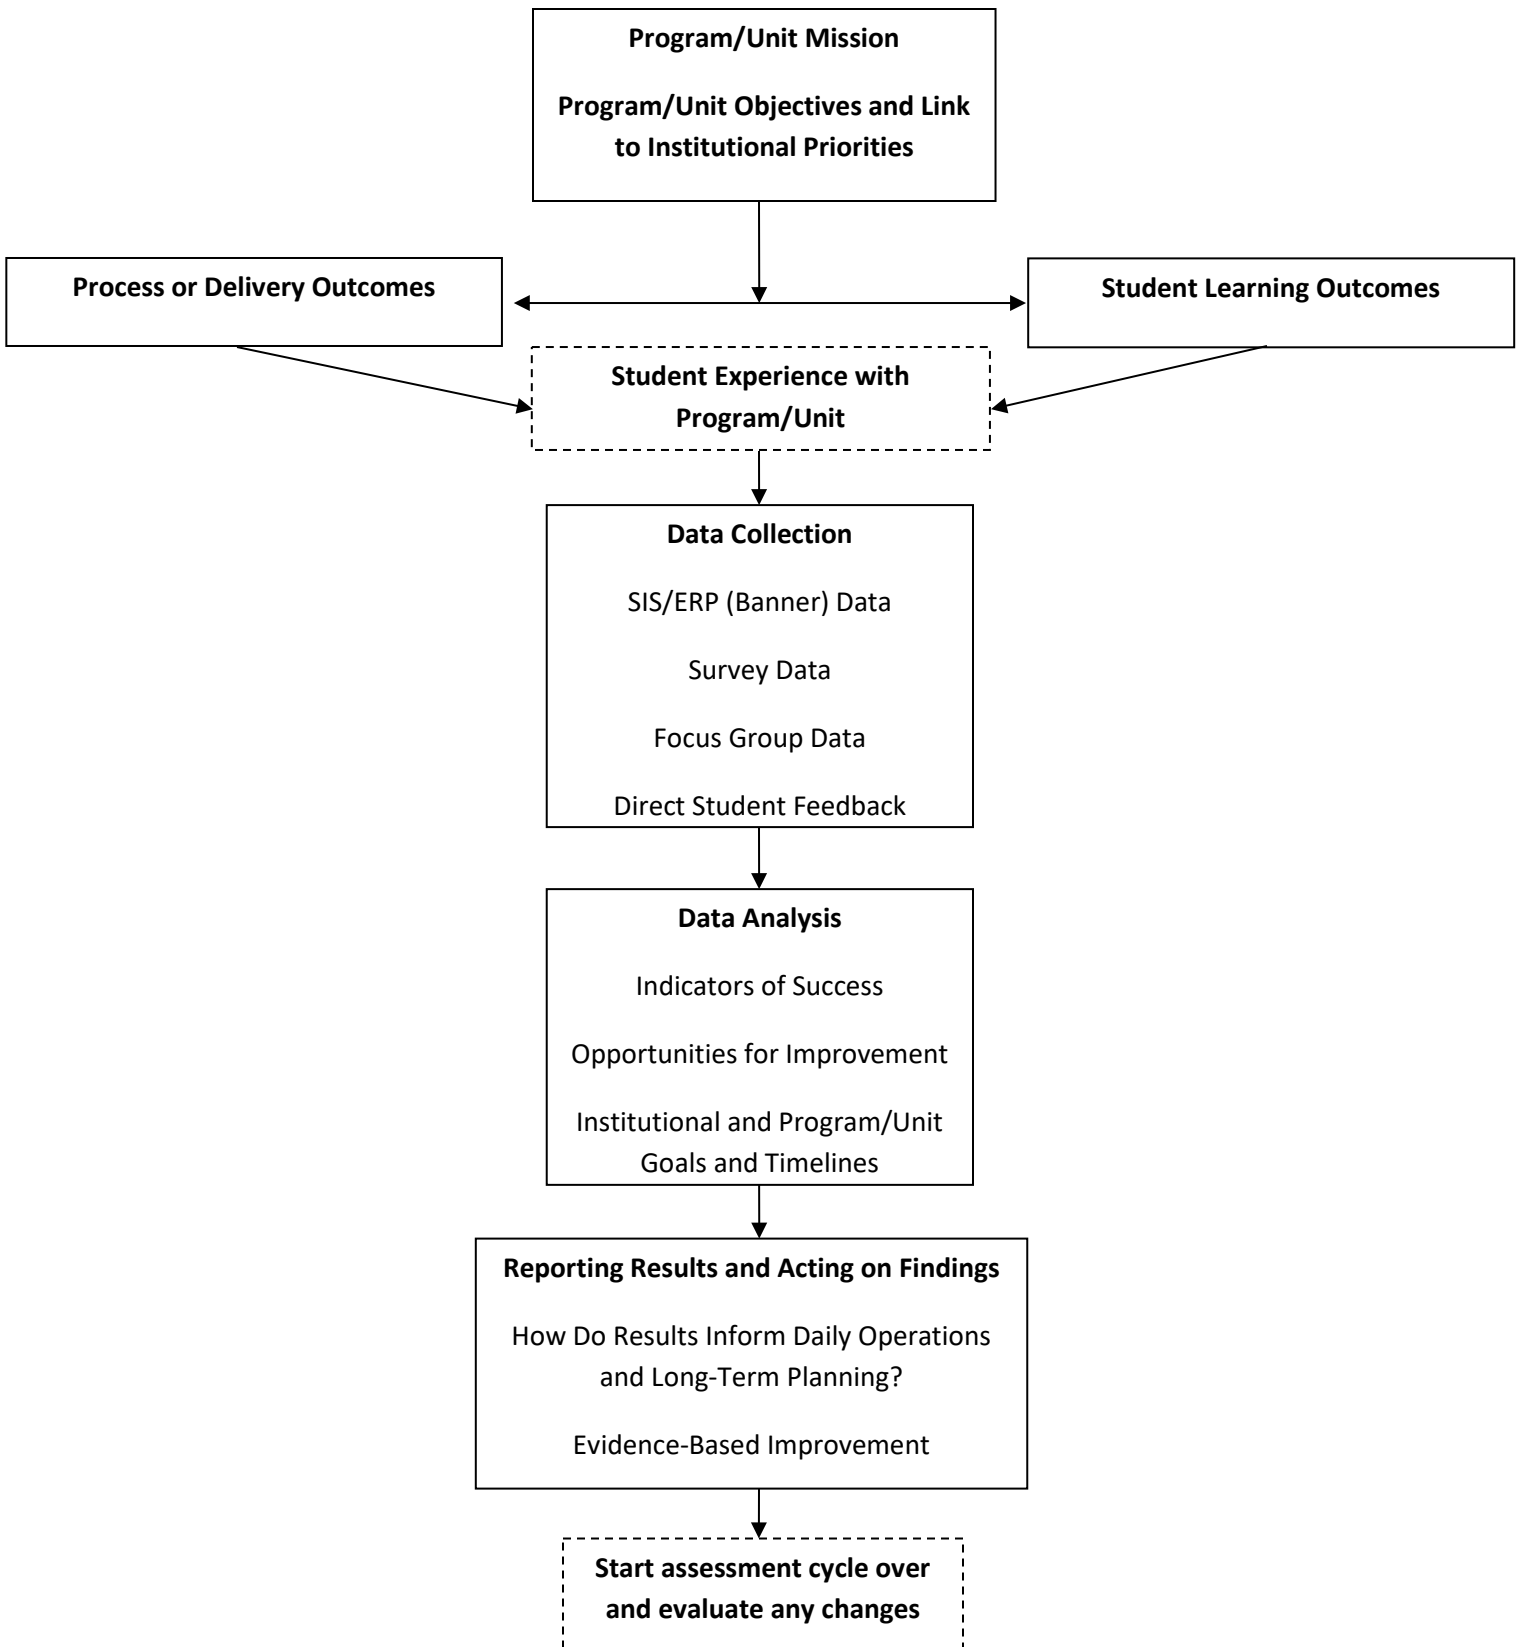 Program/Unit Mission
Program/Unit Objectives and Link
to Institutional Priorities
Process or Delivery Outcomes
Student Learning Outcomes
Student Experience with
Program/Unit
Data Collection
SIS/ERP (Banner) Data
Survey Data
Focus Group Data
Direct Student Feedback
Data Analysis
Indicators of Success
Opportunities for Improvement
Institutional and Program/Unit
Goals and Timelines
Reporting Results and Acting on Findings
How Do Results Inform Daily Operations
and Long-Term Planning?
Evidence-Based Improvement
Start assessment cycle over
and evaluate any changes